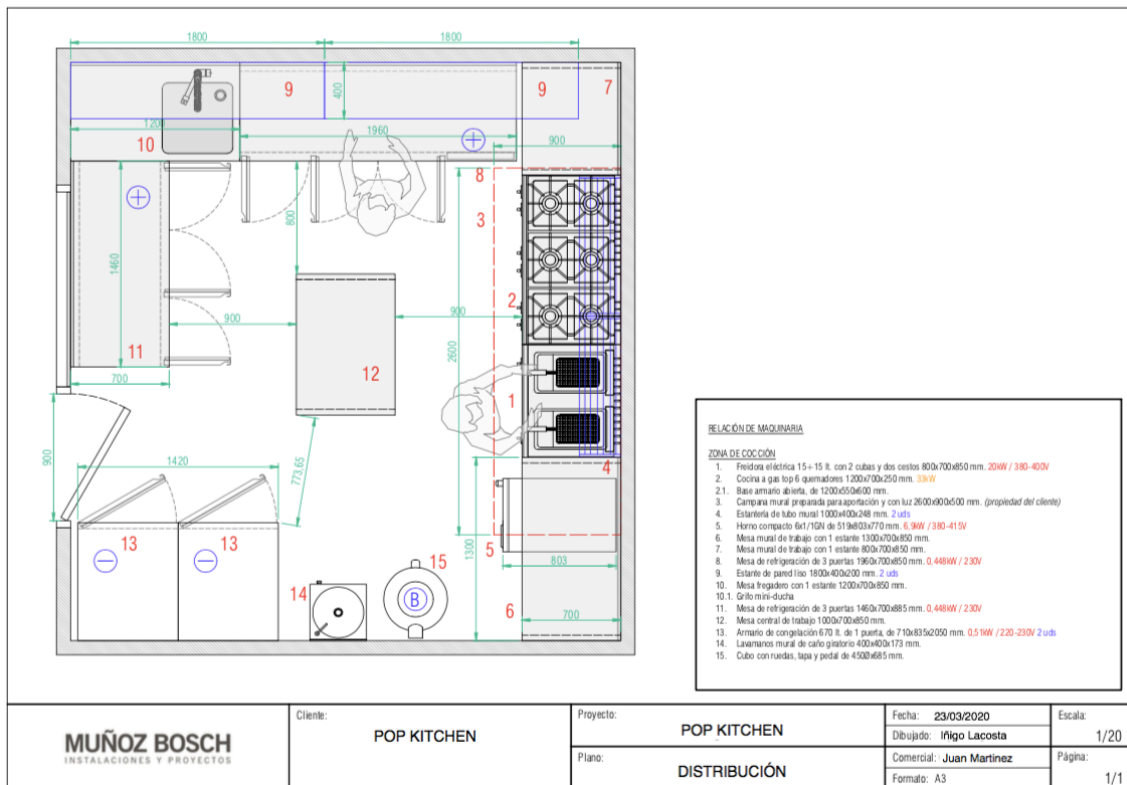 1800
1800
9
9
7
400
1200
1960
10
900
8
800
3
1460
900
900
2
2600
11
12
1
700
900
773,65
4
1420
13
13
5
803
1300
15
14
B
6
700
RELACIÓN DE MAQUINARIA
ZONA DE COCCIÓN
1. Freidora eléctrica 15+15 lt. con 2 cubas y dos cestos 800x700x850 mm. 20kW / 380-400V
2. Cocina a gas top 6 quemadores 1200x700x250 mm. 33kW
2.1. Base armario abierta, de 1200x550x600 mm.
3. Campana mural preparada para aportación y con luz 2600x900x500 mm. (propiedad del cliente)
4. Estantería de tubo mural 1000x400x248 mm. 2 uds
5. Horno compacto 6x1/1GN de 519x803x770 mm. 6,9kW / 380-415V
6. Mesa mural de trabajo con 1 estante 1300x700x850 mm.
7. Mesa mural de trabajo con 1 estante 800x700x850 mm.
8. Mesa de refrigeración de 3 puertas 1960x700x850 mm. 0,448kW / 230V
9. Estante de pared liso 1800x400x200 mm. 2 uds
10. Mesa fregadero con 1 estante 1200x700x850 mm.
10.1. Grifo mini-ducha
11. Mesa de refrigeración de 3 puertas 1460x700x885 mm. 0,448kW / 230V
12. Mesa central de trabajo 1000x700x850 mm.
13. Armario de congelación 670 lt. de 1 puerta, de 710x835x2050 mm. 0,51kW / 220-230V 2 uds
14. Lavamanos mural de caño giratorio 400x400x173 mm.
15. Cubo con ruedas, tapa y pedal de 450Øx685 mm.
MUÑOZ BOSCH
INSTALACIONES Y PROYECTOS
Cliente:
POP KITCHEN
Proyecto:
POP KITCHEN
Plano:
DISTRIBUCIÓN
Fecha: 23/03/2020
Dibujado: Iñigo Lacosta
Comercial: Juan Martinez
Formato: A3
Escala:
1/20
Página:
1/1